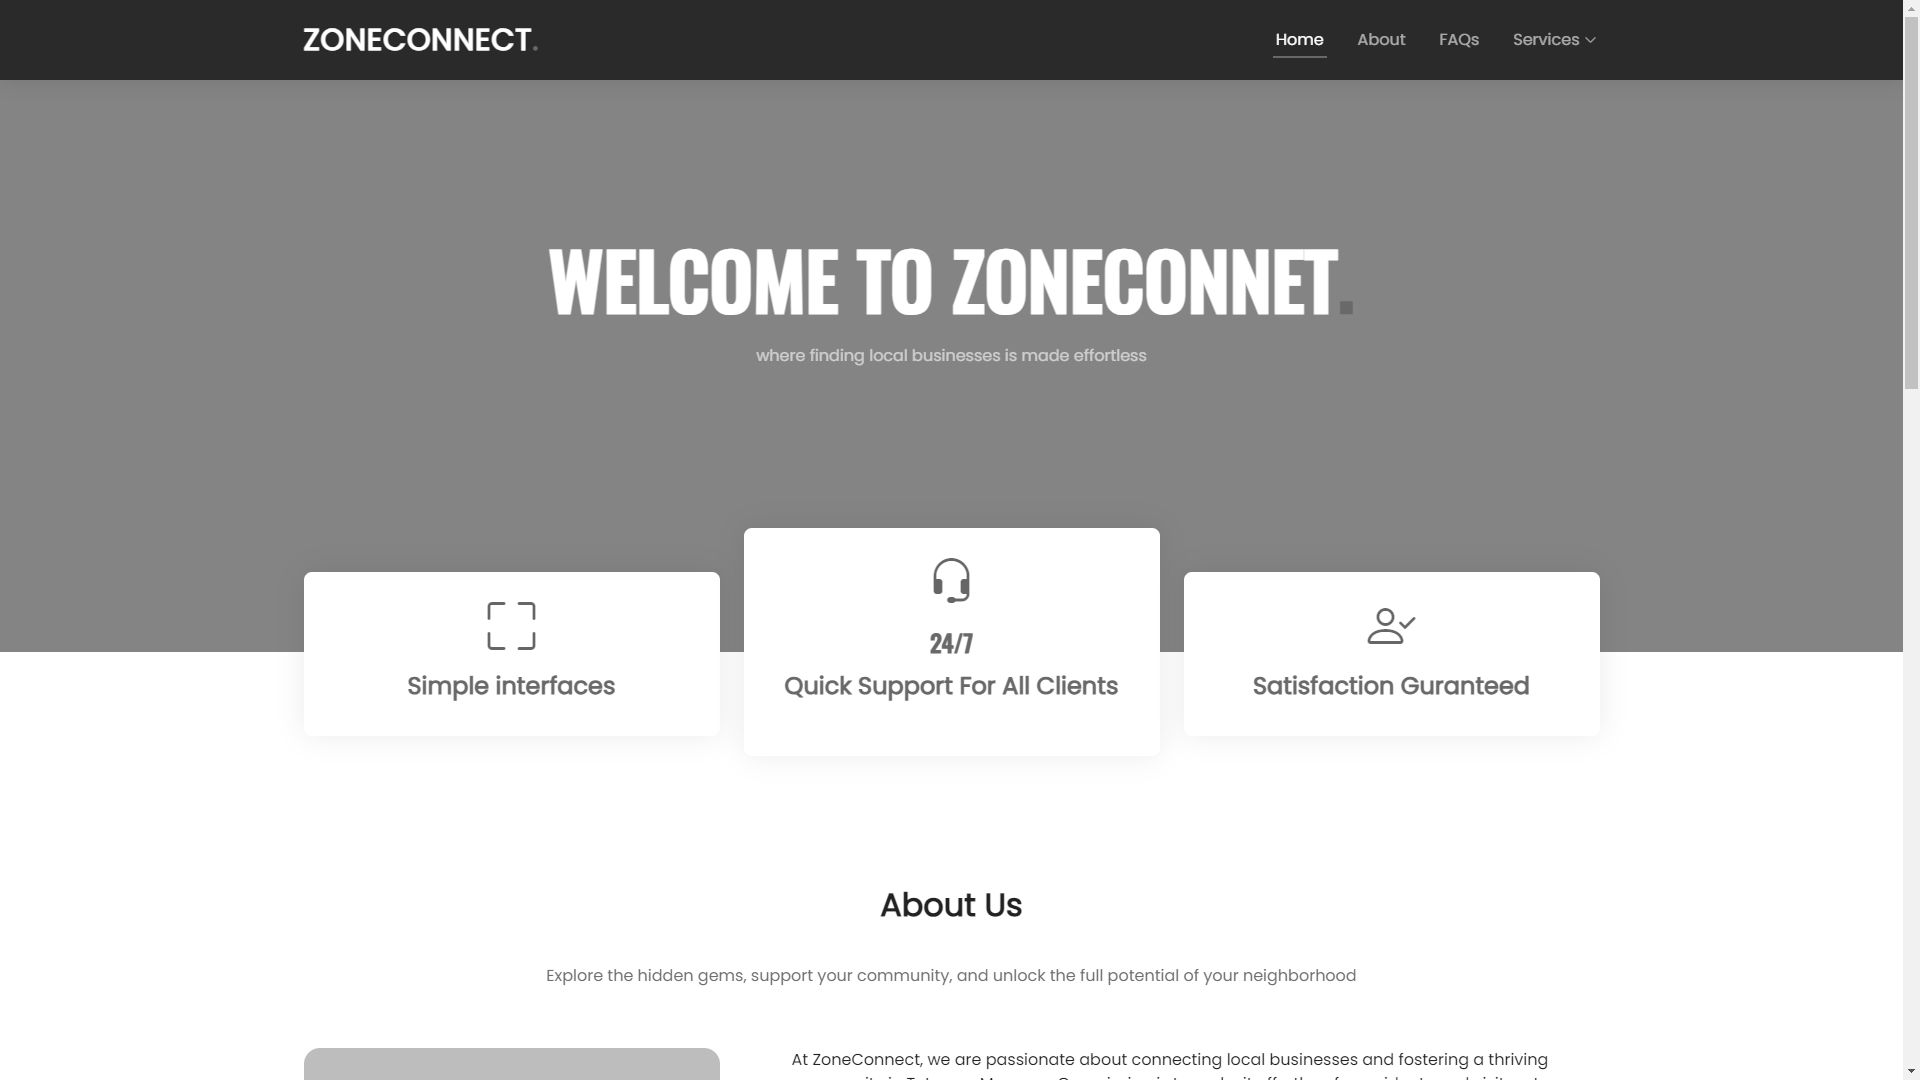 ZONECONNECT.
Home
About
FAQs
Services
WELCOME TO ZONECONNET.
where finding local businesses is made effortless
Simple interfaces
24/7
Quick Support For All Clients
Satisfaction Guranteed
About Us
Explore the hidden gems, support your community, and unlock the full potential of your neighborhood
At ZoneConnect, we are passionate about connecting local businesses and fostering a thriving